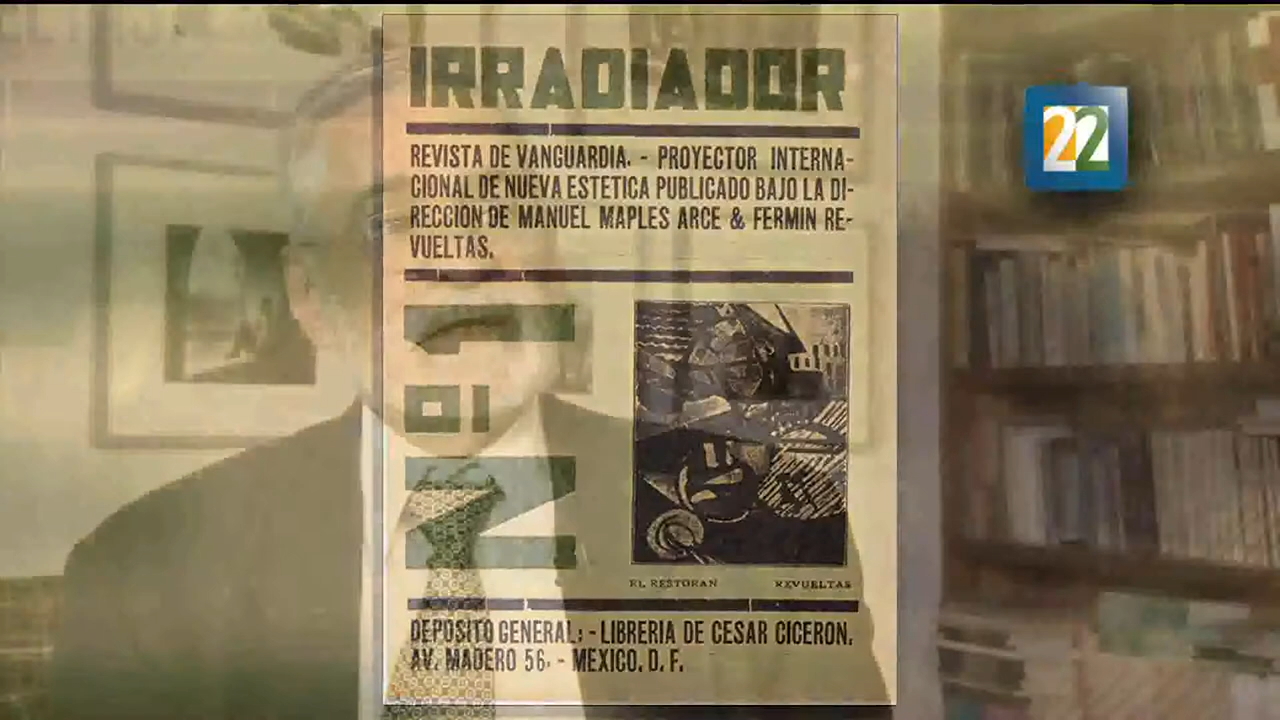 IRRADIADOR
REVISTA DE VANGUARDIA. - PROYECTOR INTERNA-
CIONAL DE NUEVA ESTETICA PUBLICADO BAJO LA DI-
RECCION DE MANUEL MAPLES ARCE & FERMIN RE-
VUELTAS.
Nº1
EL RESTORAN REVUELTAS
DEPOSITO GENERAL: - LIBRERIA DE CESAR CICERON.
AV. MADERO 56. - MEXICO. D. F.
22